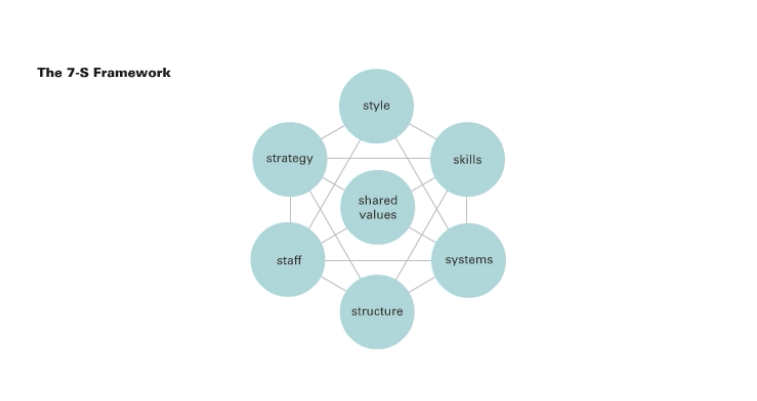 The 7-S Framework
style
strategy
skills
shared
values
staff
systems
structure